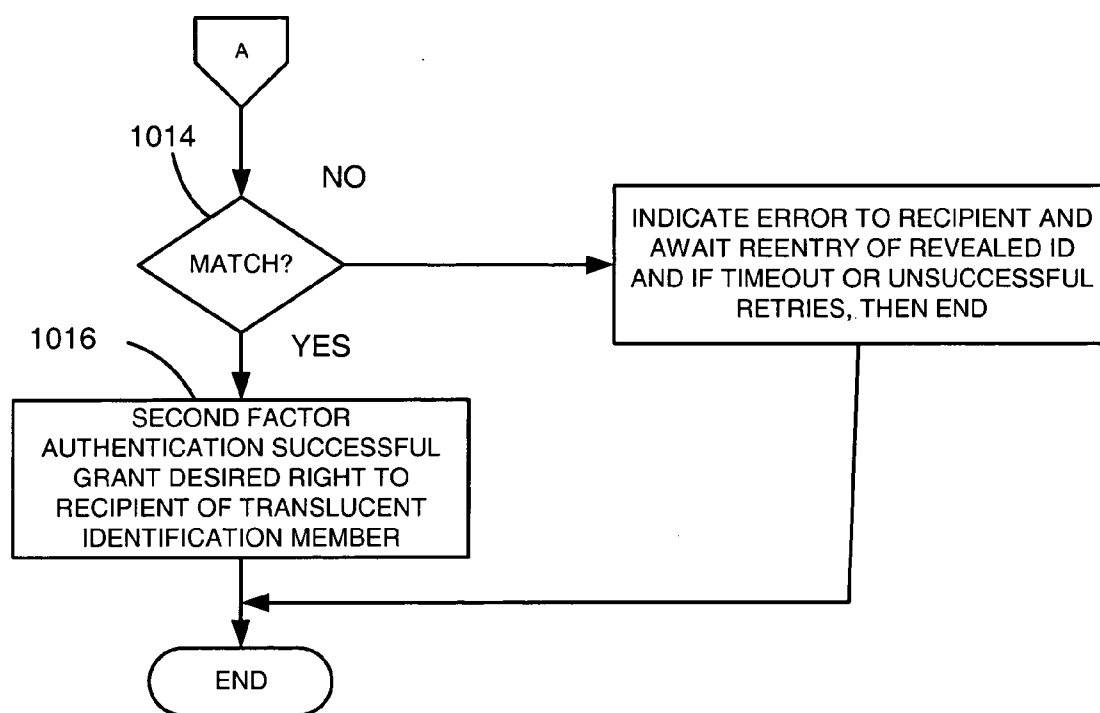 A
1014
NO
MATCH?
INDICATE ERROR TO RECIPIENT AND
AWAIT REENTRY OF REVEALED ID
AND IF TIMEOUT OR UNSUCCESSFUL
RETRIES, THEN END
YES
1016
SECOND FACTOR
AUTHENTICATION SUCCESSFUL
GRANT DESIRED RIGHT TO
RECIPIENT OF TRANSLUCENT
IDENTIFICATION MEMBER
END